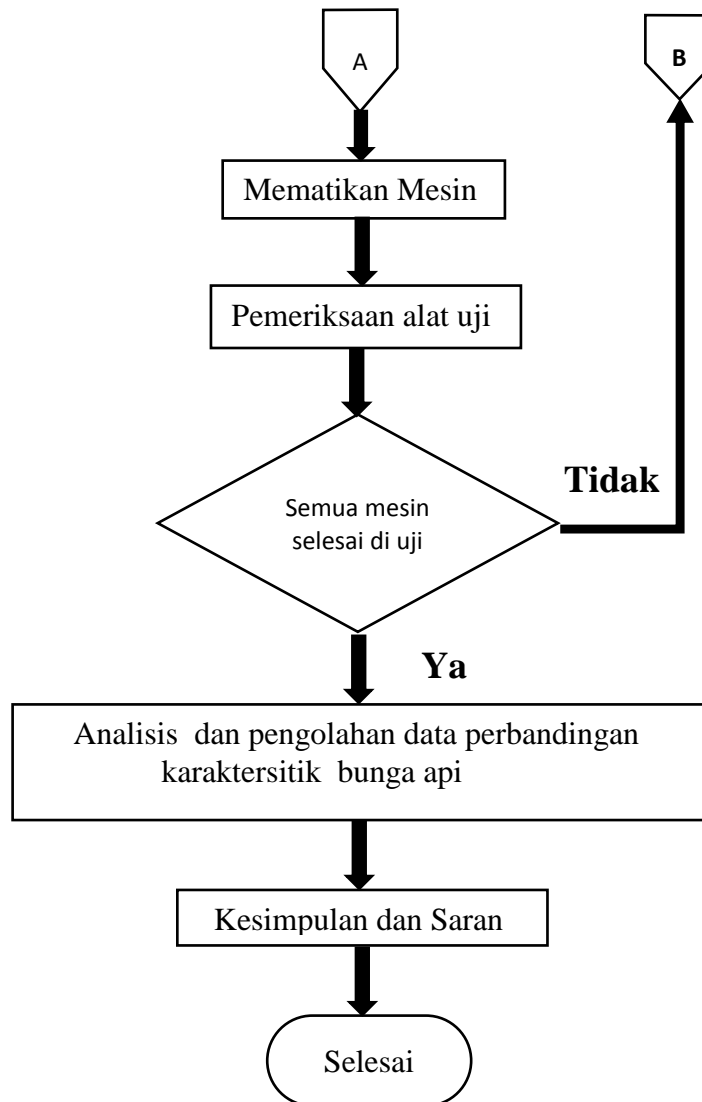 A
B
Mematikan Mesin
Pemeriksaan alat uji
Tidak
Semua mesin
selesai di uji
Ya
Analisis dan pengolahan data perbandingan
karaktersitik bunga api
Kesimpulan dan Saran
Selesai